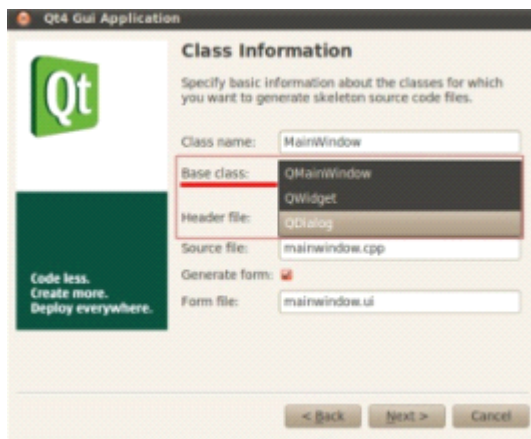 Qt4 Gui Application
Qt
Class Information
Specify basic information about the classes for which
you want to generate skeleton source code files.
Class name: MainWindow
Base class: QMainWindow
QWidget
Header file: QDialog
Source file: mainwindow.cpp
Generate form:
Form file: mainwindow.ui
Code less.
Create more.
Deploy everywhere.
< Back Next > Cancel